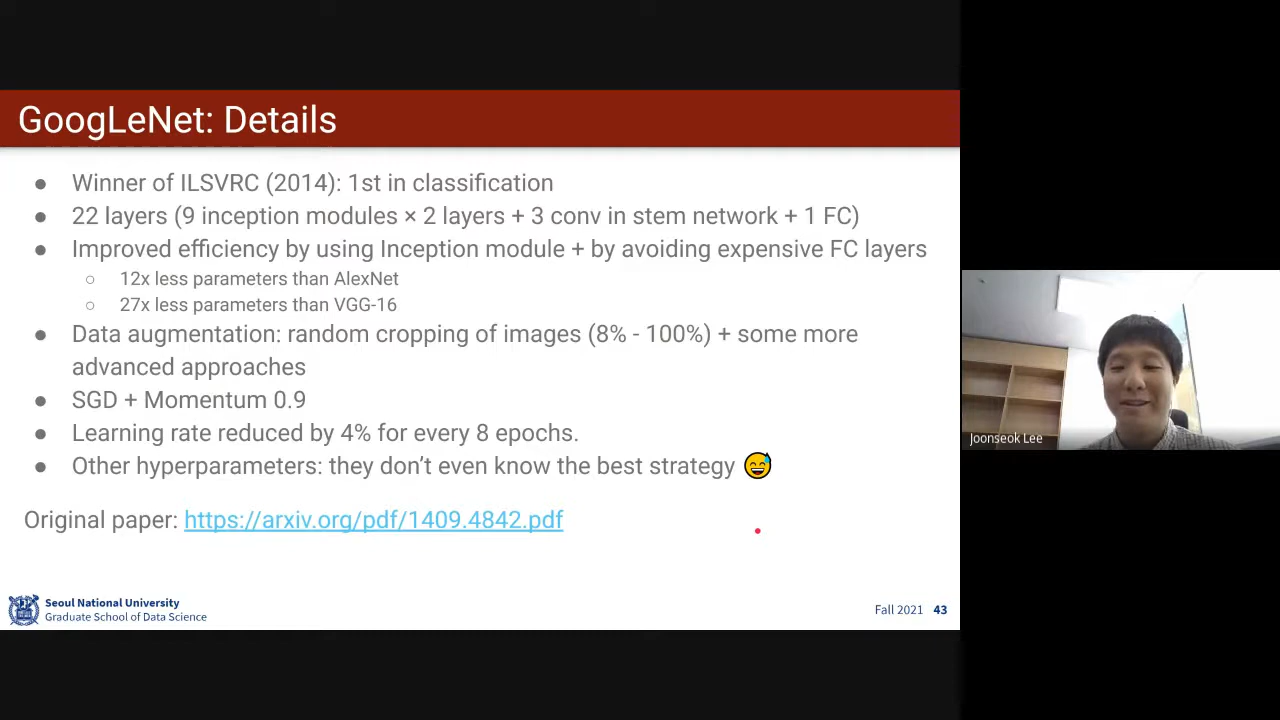 GoogLeNet: Details
● Winner of ILSVRC (2014): 1st in classification
● 22 layers (9 inception modules × 2 layers + 3 conv in stem network + 1 FC)
● Improved efficiency by using Inception module + by avoiding expensive FC layers
○ 12x less parameters than AlexNet
○ 27x less parameters than VGG-16
● Data augmentation: random cropping of images (8% - 100%) + some more
advanced approaches
● SGD + Momentum 0.9
● Learning rate reduced by 4% for every 8 epochs.
● Other hyperparameters: they don’t even know the best strategy 😅
Original paper: https://arxiv.org/pdf/1409.4842.pdf
Seoul National University
Graduate School of Data Science
Fall 2021 43
Joonseok Lee